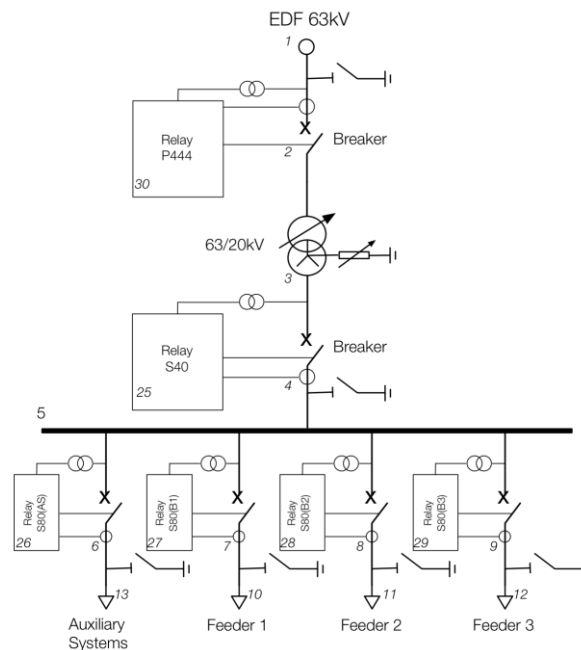 EDF 63kV
1
Relay
P444
30
Breaker
2
63/20kV
3
Relay
S40
25
Breaker
4
5
Relay
S80(AS)
26
6
Relay
S80(B1)
27
7
Relay
S80(B2)
28
8
Relay
S80(B3)
29
9
13
10
11
12
Auxiliary
Systems
Feeder 1
Feeder 2
Feeder 3